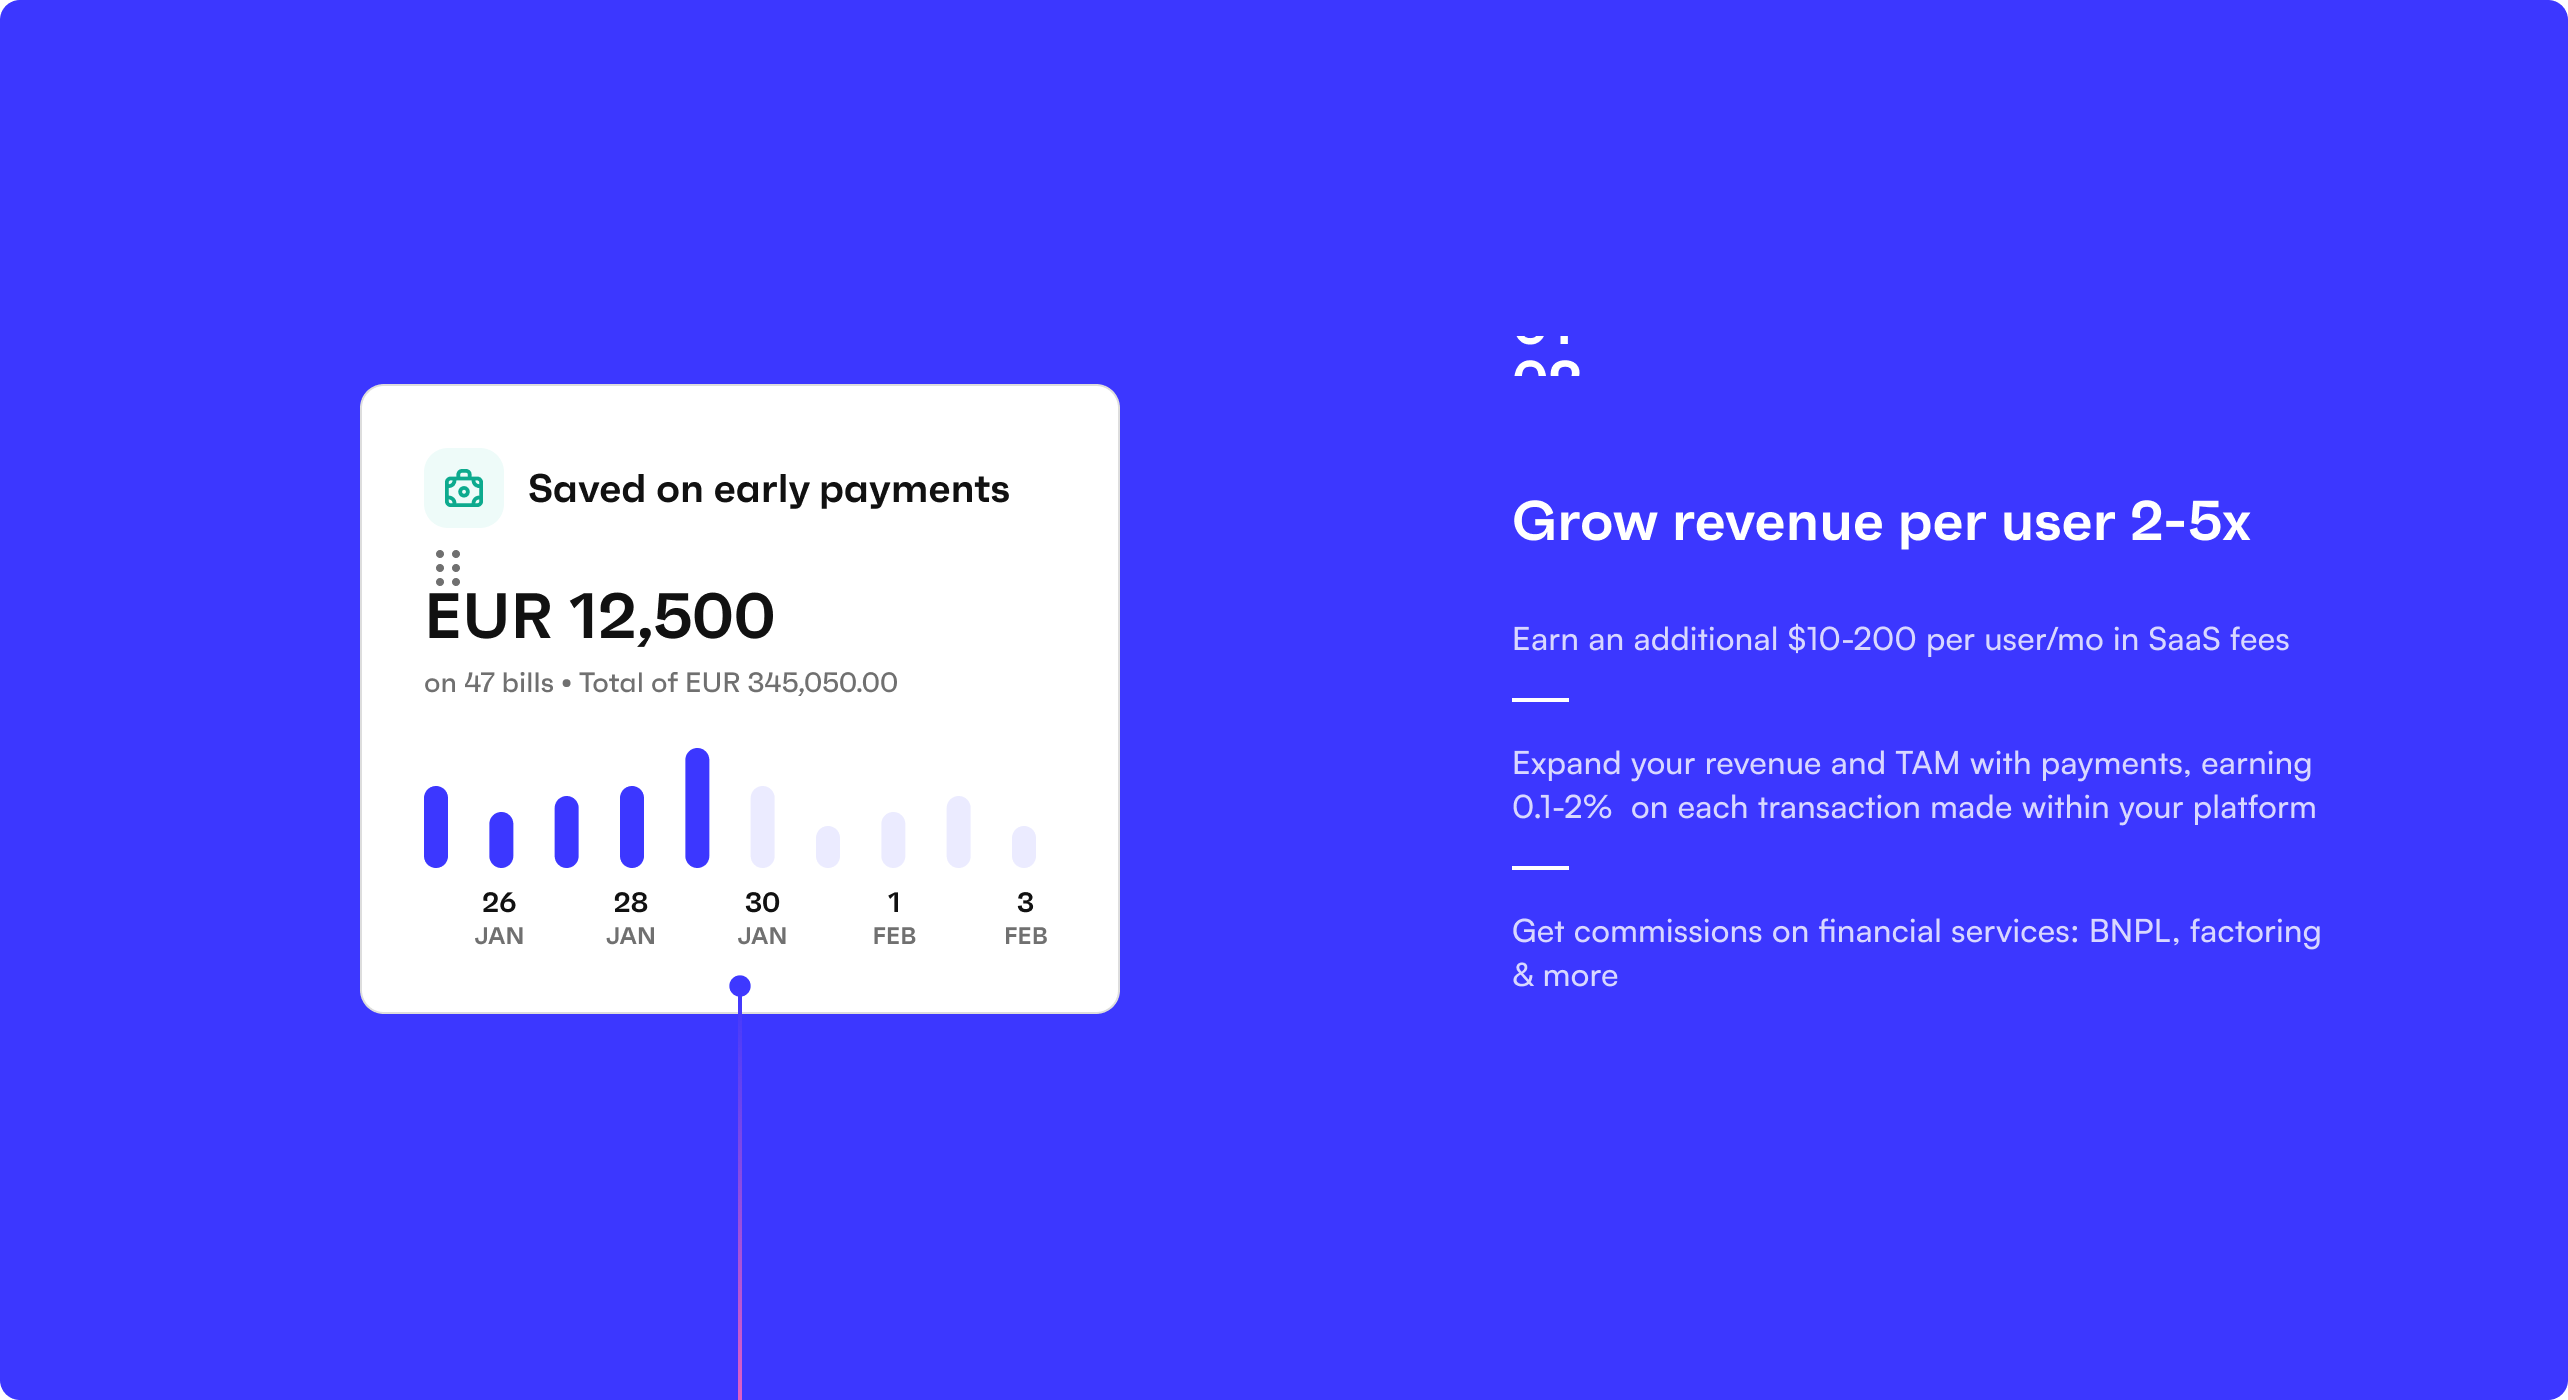 Saved on early payments
EUR 12,500
on 47 bills • Total of EUR 345,050.00
26 28 30 1 3
JAN JAN JAN FEB FEB
Grow revenue per user 2-5x
Earn an additional $10-200 per user/mo in SaaS fees
Expand your revenue and TAM with payments, earning
0.1-2%  on each transaction made within your platform
Get commissions on financial services: BNPL, factoring
& more